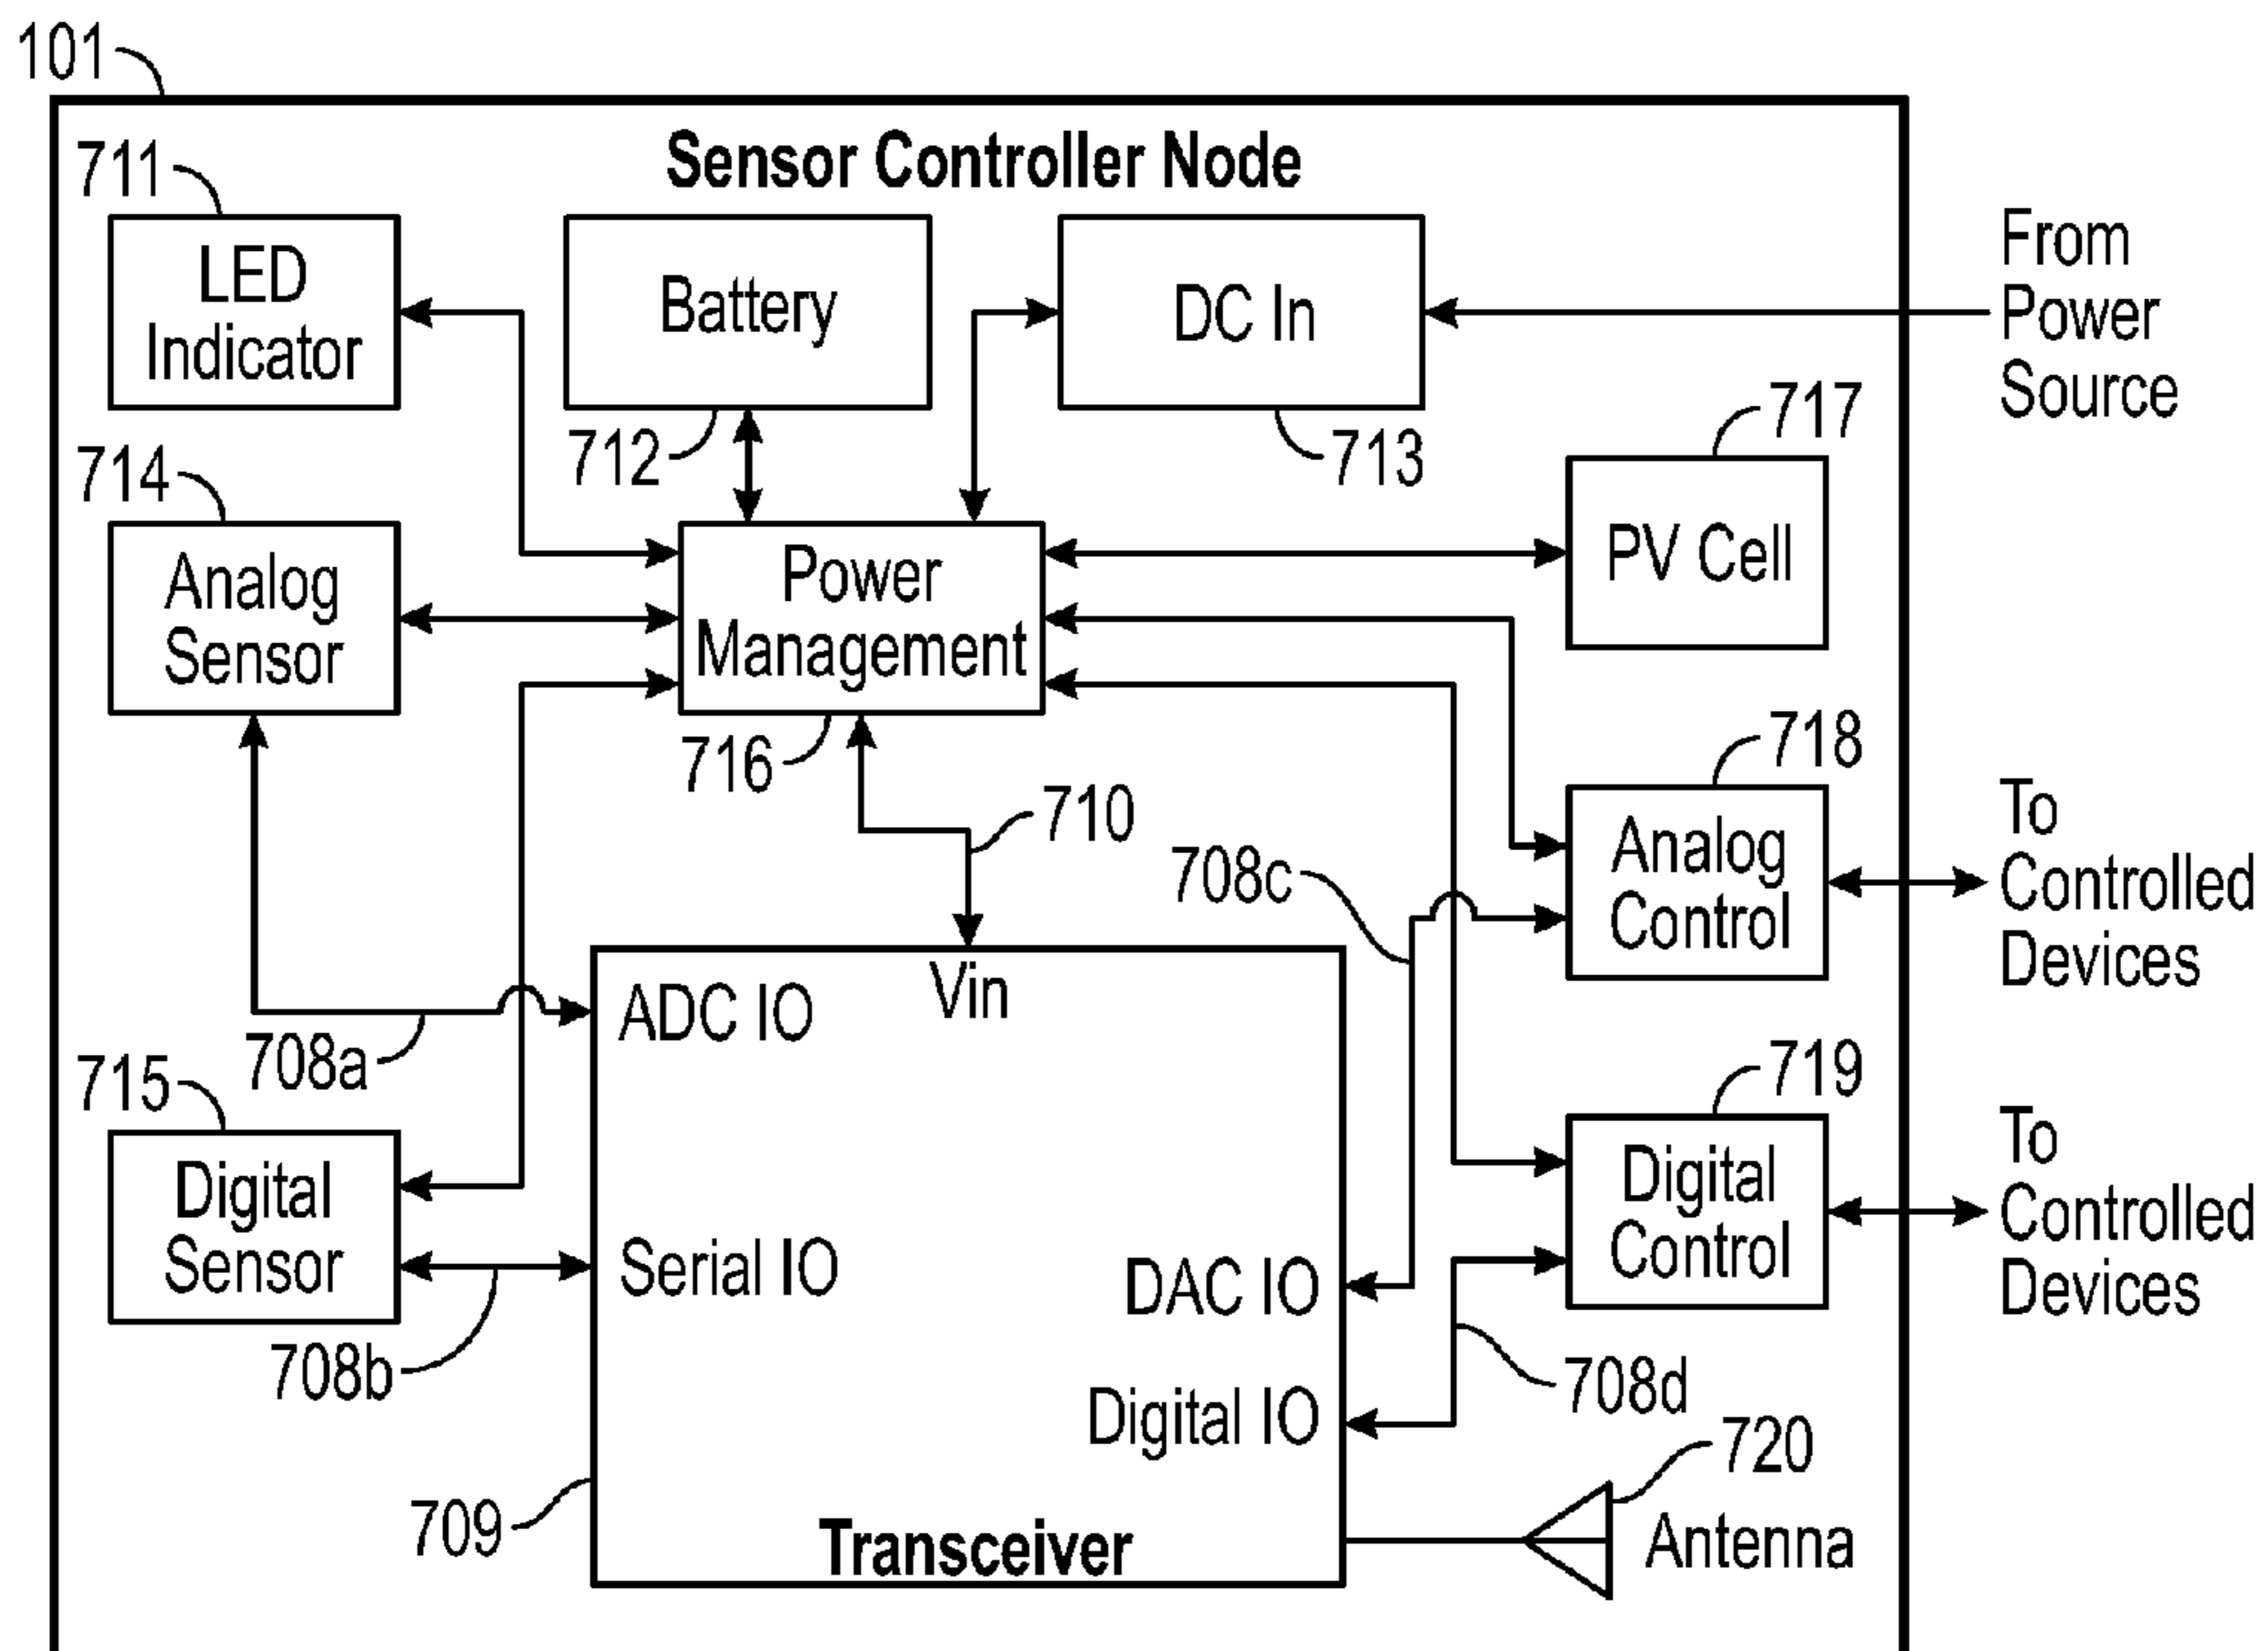 101
Sensor Controller Node
711
LED
Indicator
Battery
DC In
From
Power
Source
712
713
717
PV Cell
714
Analog
Sensor
Power
Management
716
710
718
Analog
Control
To
Controlled
Devices
708c
ADC IO
Vin
708a
715
Digital
Sensor
Serial IO
708b
DAC IO
Digital IO
719
Digital
Control
To
Controlled
Devices
708d
709
Transceiver
720
Antenna